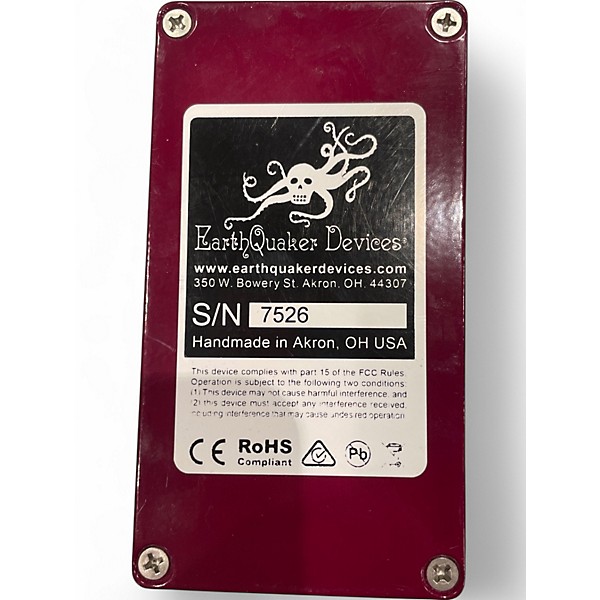 EarthQuaker Devices®
www.earthquakerdevices.com
350 W. Bowery St. Akron, OH, 44307
S/N 7526
Handmade in Akron, OH USA
This device complies with part 15 of the FCC Rules.
Operation is subject to the following two conditions:
(1) This device may not cause harmful interference, and
(2) this device must accept any interference received,
including interference that may cause undesired operation
CE RoHS Compliant Pb